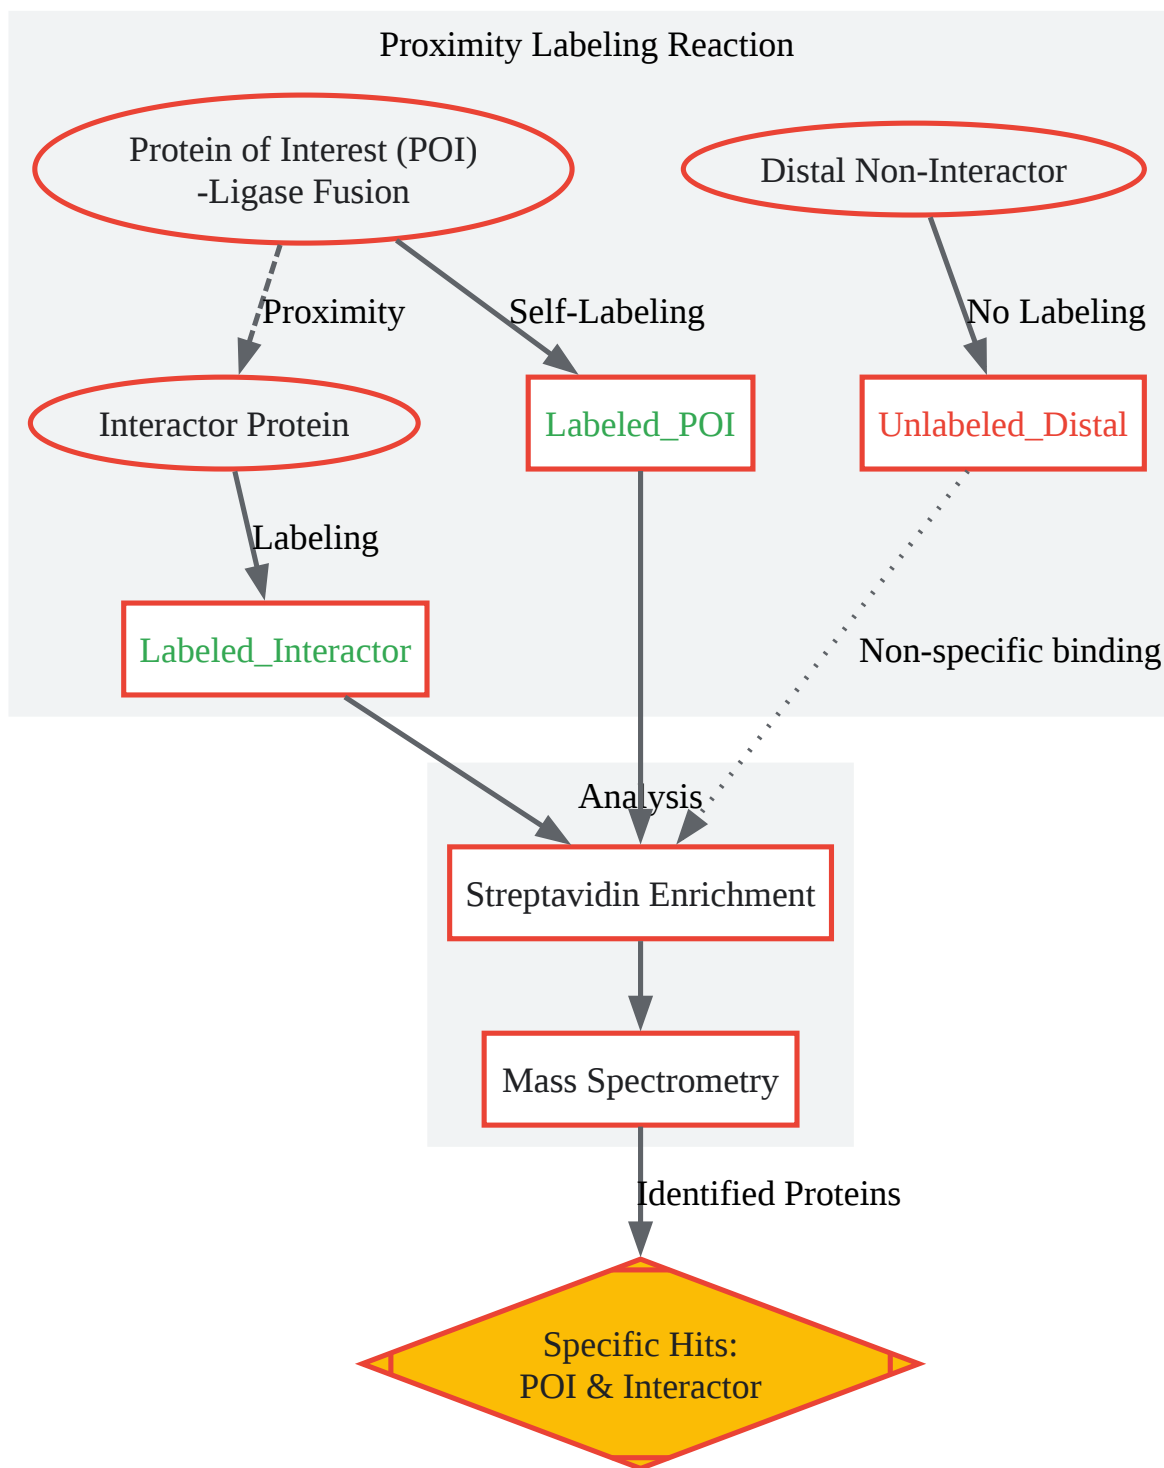 Proximity Labeling Reaction
Protein of Interest (POI)
-Ligase Fusion
Distal Non-Interactor
Proximity
Self-Labeling
No Labeling
Interactor Protein
Labeled_POI
Unlabeled_Distal
Labeling
Labeled_Interactor
Non-specific binding
Analysis
Streptavidin Enrichment
Mass Spectrometry
Identified Proteins
Specific Hits:
POI & Interactor